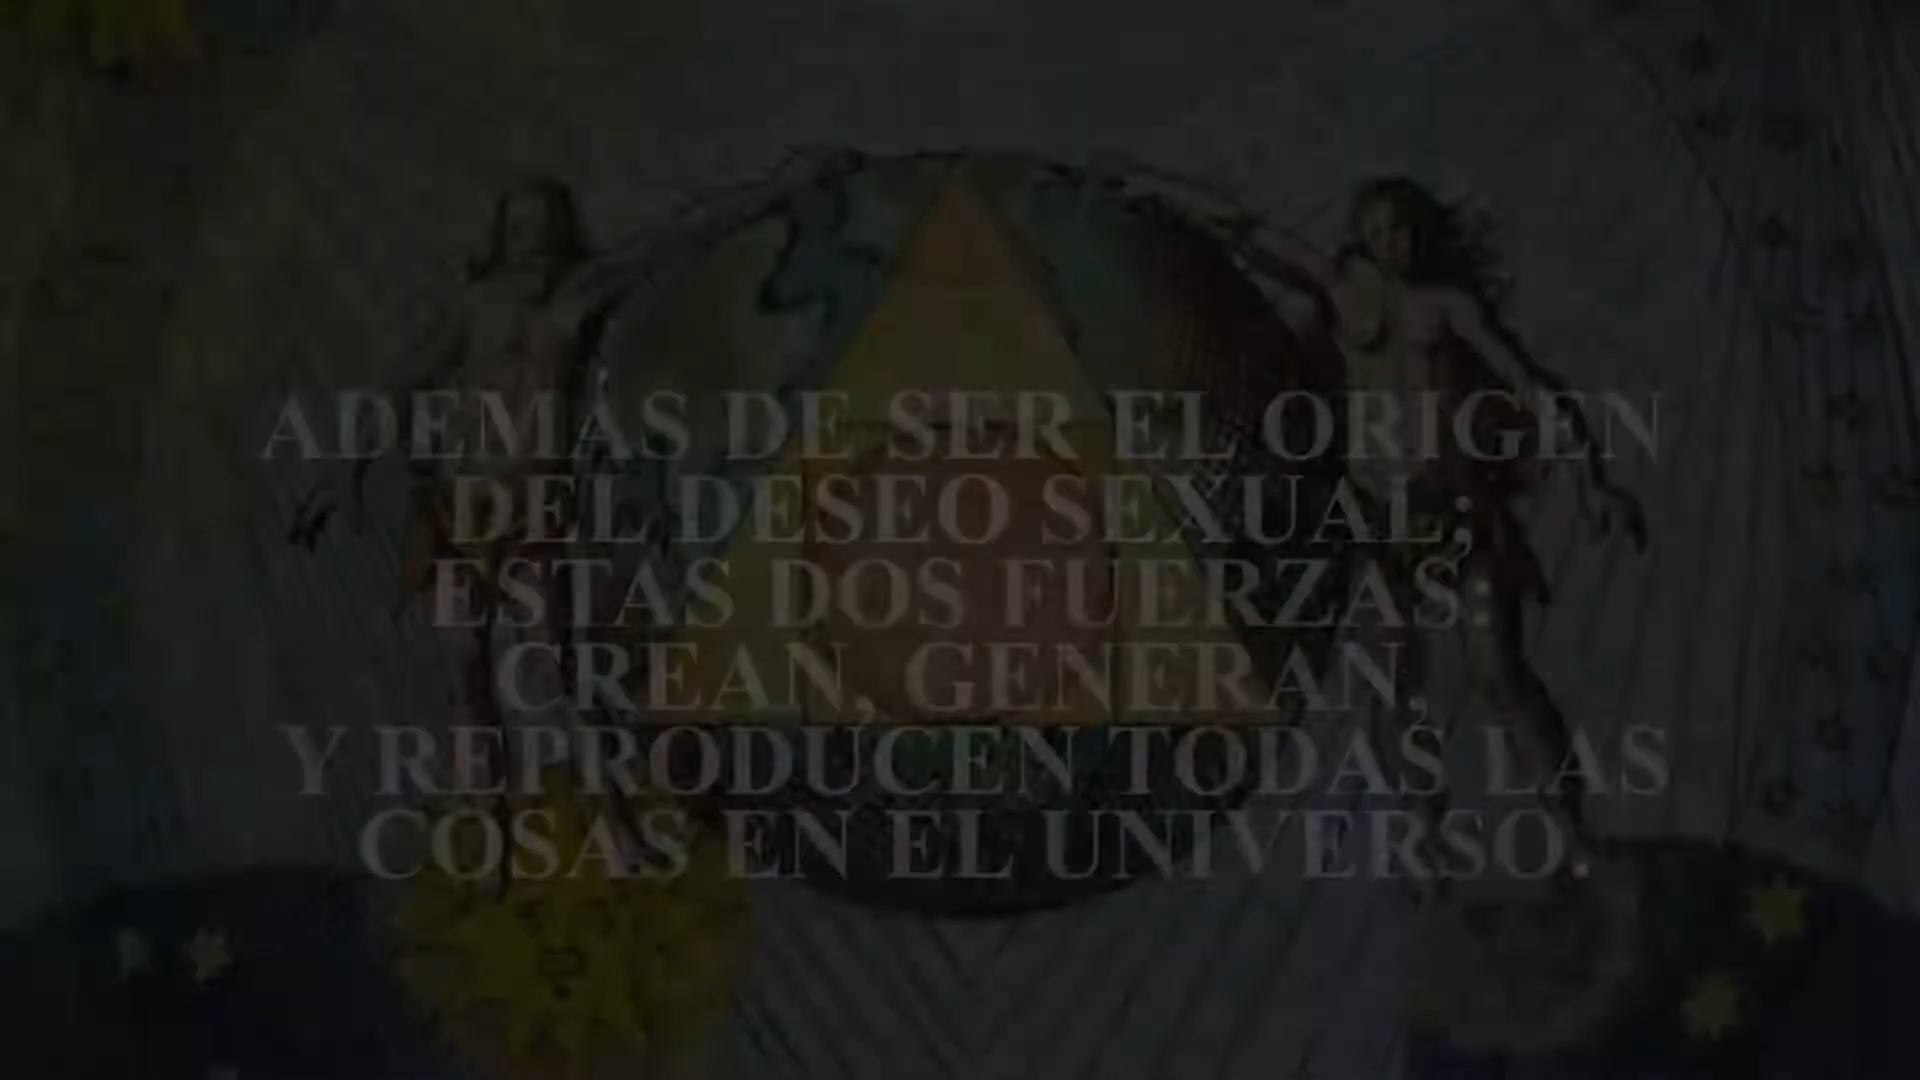 ADEMÁS DE SER EL ORIGEN
DEL DESEO SEXUAL;
ESTAS DOS FUERZAS:
CREAN, GENERAN,
Y REPRODUCEN TODAS LAS
COSAS EN EL UNIVERSO.